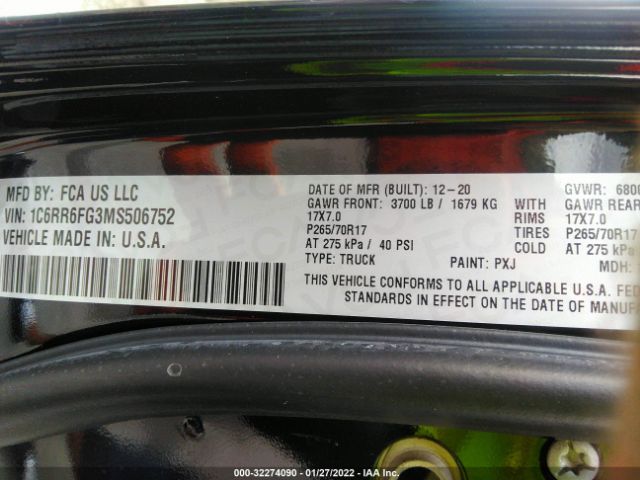 MFD BY: FCA US LLC
VIN: 1C6RR6FG3MS506752
VEHICLE MADE IN: U.S.A.
DATE OF MFR (BUILT): 12-20
GVWR: 6800
GAWR FRONT: 3700 LB / 1679 KG
GAWR REAR
17X7.0
RIMS
17X7.0
P265/70R17
TIRES
P265/70R17
AT 275 kPa / 40 PSI
COLD
AT 275 kPa
TYPE: TRUCK
PAINT: PXJ
MDH:
THIS VEHICLE CONFORMS TO ALL APPLICABLE U.S.A. FED
STANDARDS IN EFFECT ON THE DATE OF MANUF
000-32274090 - 01/27/2022 - IAA Inc.